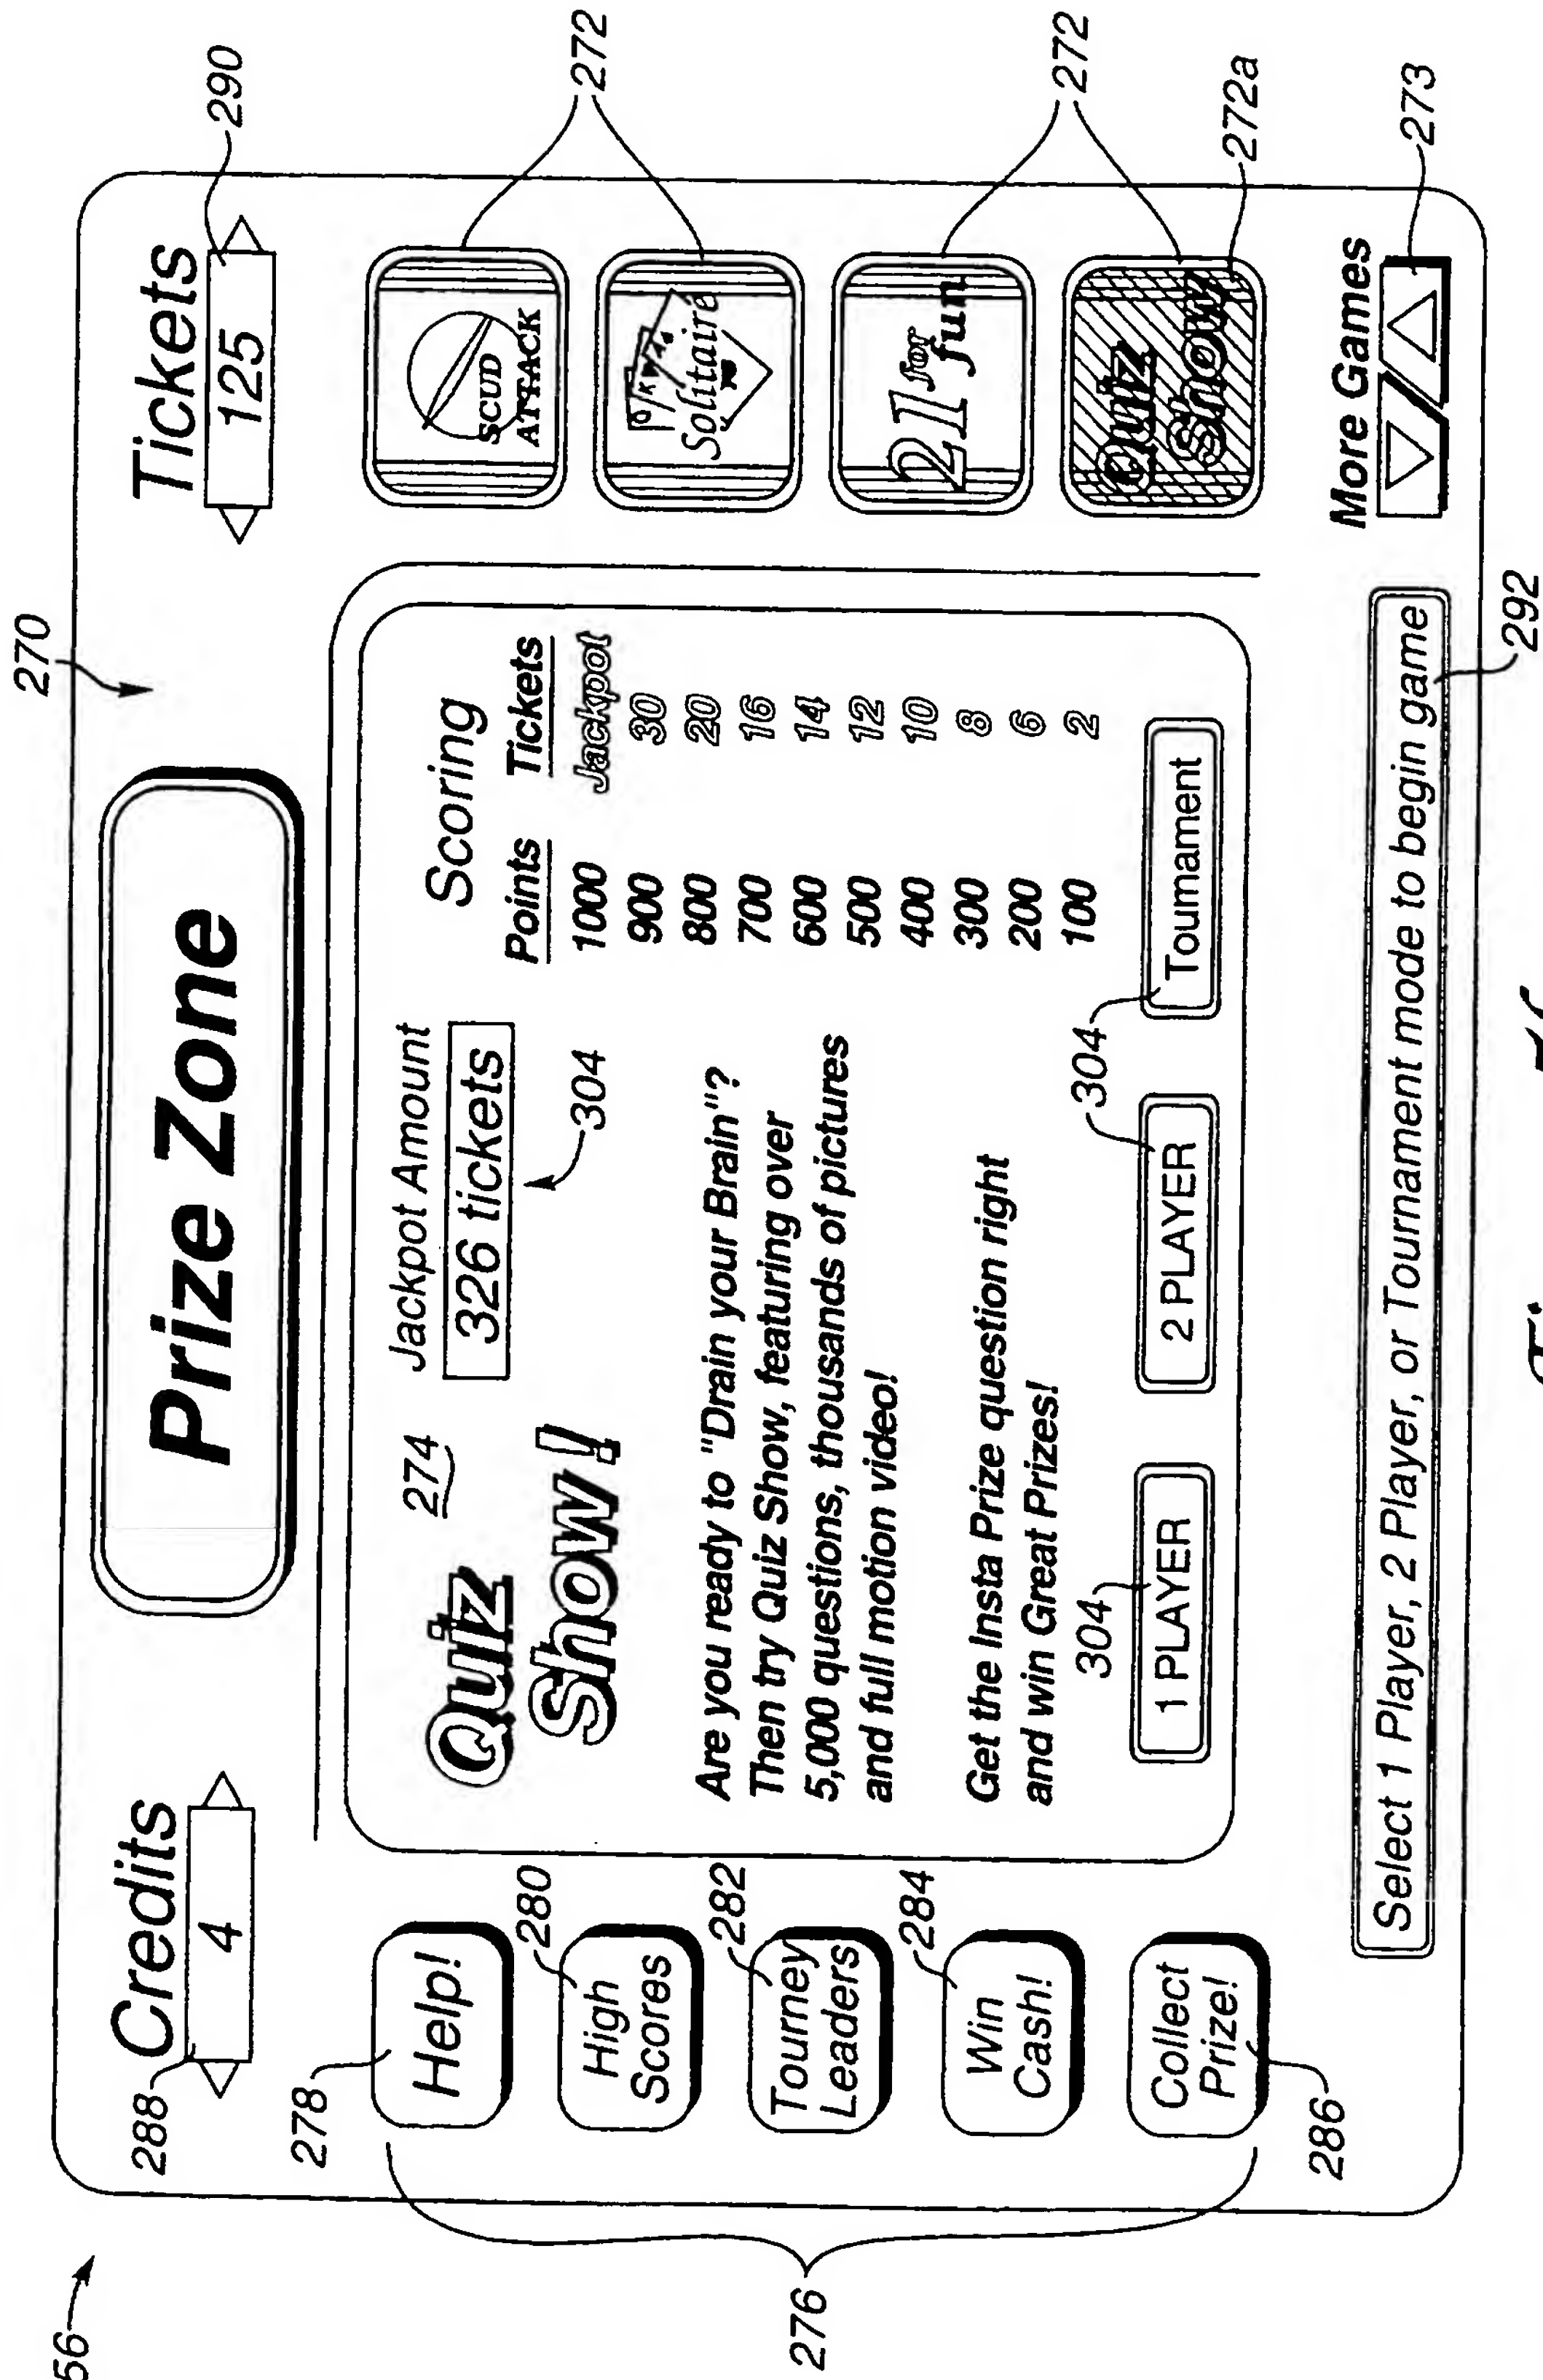 270
Credits
4
288
Prize Zone
Tickets
125
290
278
Help!
280
High
Scores
282
Tourney
Leaders
284
Win
Cash!
Collect
Prize!
286
276
Quiz
Show!
274
Jackpot Amount
326 tickets
304
Are you ready to "Drain your Brain"?
Then try Quiz Show, featuring over
5,000 questions, thousands of pictures
and full motion video!
Get the Insta Prize question right
and win Great Prizes!
Scoring
Points Tickets
1000 Jackpot
900 30
800 20
700 16
600 14
500 12
400 10
300 8
200 6
100 2
304
1 PLAYER
2 PLAYER
304
Tournament
SCUD
ATTACK
272
Solitaire
21 for
fun
272
Quiz
Show
272a
More Games
273
Select 1 Player, 2 Player, or Tournament mode to begin game
292